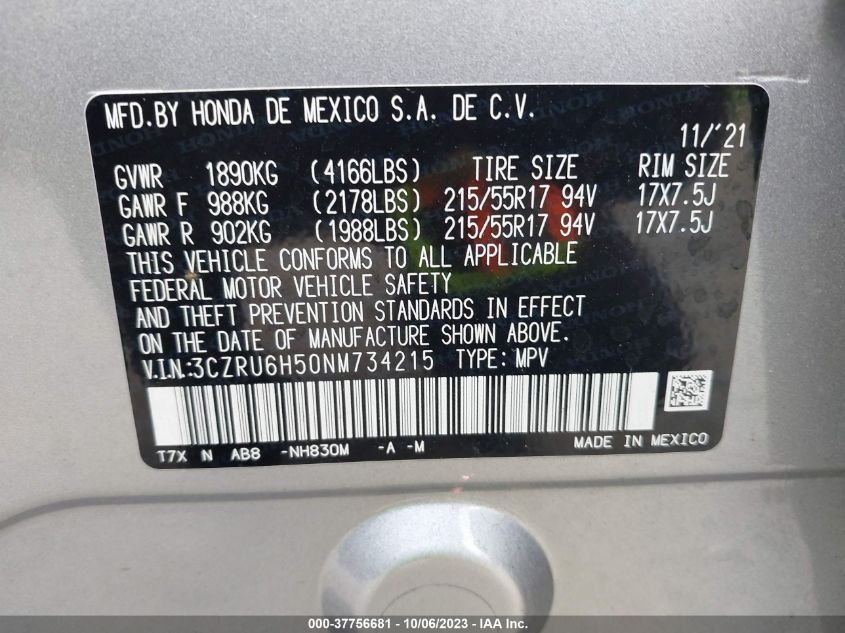 MFD.BY HONDA DE MEXICO S.A. DE C.V.
11/'21
GVWR 1890KG (4166LBS) TIRE SIZE RIM SIZE
GAWR F 988KG (2178LBS) 215/55R17 94V 17X7.5J
GAWR R 902KG (1988LBS) 215/55R17 94V 17X7.5J
THIS VEHICLE CONFORMS TO ALL APPLICABLE
FEDERAL MOTOR VEHICLE SAFETY
AND THEFT PREVENTION STANDARDS IN EFFECT
ON THE DATE OF MANUFACTURE SHOWN ABOVE.
V.I.N.:3CZRU6H50NM734215 TYPE: MPV
T7X N AB8 -NH830M -A -M MADE IN MEXICO
000-37756681 - 10/06/2023 - IAA Inc.